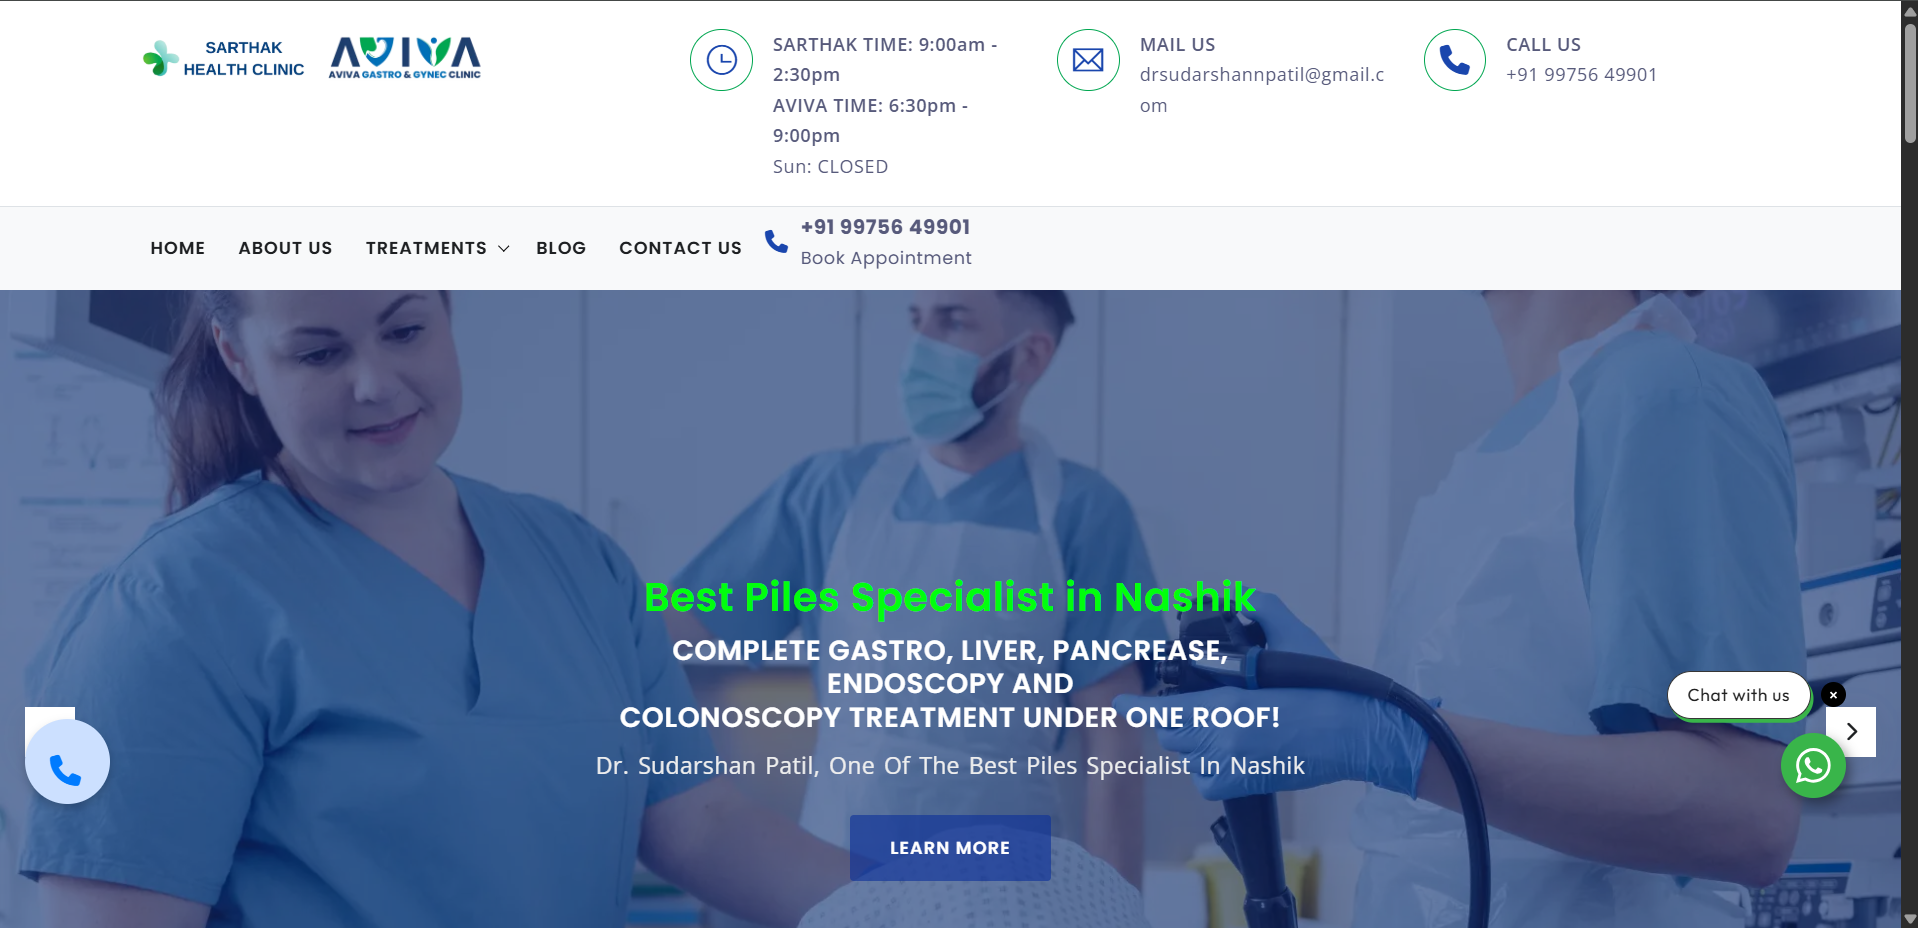 SARTHAK
HEALTH CLINIC
AVIVA
AVIVA GASTRO & GYNEC CLINIC
SARTHAK TIME: 9:00am -
2:30pm
AVIVA TIME: 6:30pm -
9:00pm
Sun: CLOSED
MAIL US
drsudarshannpatil@gmail.c
om
CALL US
+91 99756 49901
HOME
ABOUT US
TREATMENTS
BLOG
CONTACT US
+91 99756 49901
Book Appointment
Best Piles Specialist in Nashik
COMPLETE GASTRO, LIVER, PANCREASE,
ENDOSCOPY AND
COLONOSCOPY TREATMENT UNDER ONE ROOF!
Dr. Sudarshan Patil, One Of The Best Piles Specialist In Nashik
LEARN MORE
Chat with us